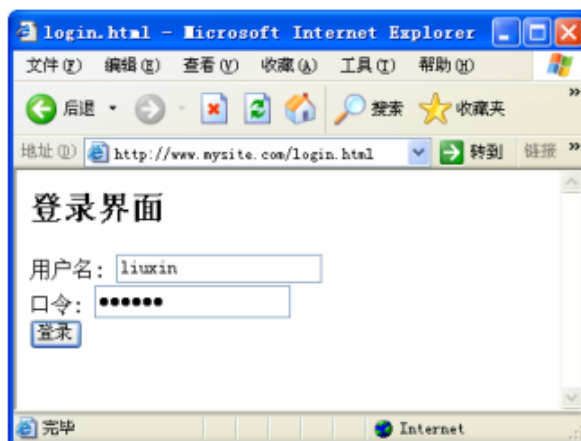 login.html - Microsoft Internet Explorer
文件(F) 编辑(E) 查看(V) 收藏(A) 工具(T) 帮助(H)
后退 搜索 收藏夹 »
地址(D) http://www.mysite.com/login.html 转到 链接 »
登录界面
用户名: liuxin
口令: ●●●●●●
登录
完毕 Internet